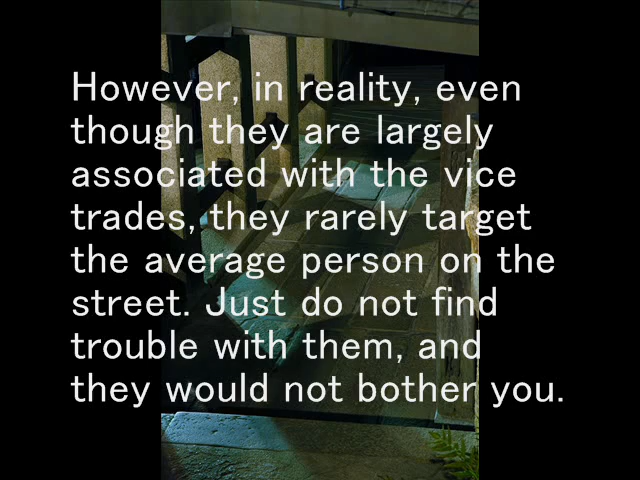 However, in reality, even
though they are largely
associated with the vice
trades, they rarely target
the average person on the
street. Just do not find
trouble with them, and
they would not bother you.